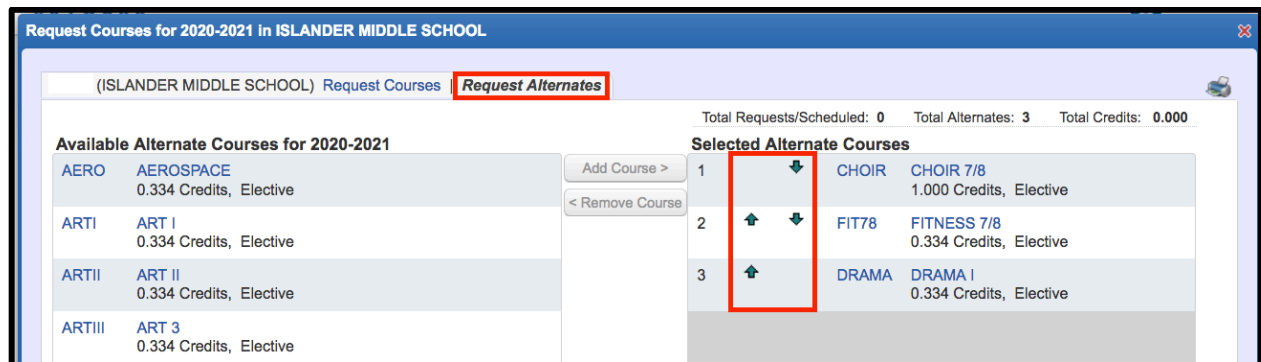 Request Courses for 2020-2021 in ISLANDER MIDDLE SCHOOL
(ISLANDER MIDDLE SCHOOL) Request Courses | Request Alternates
Total Requests/Scheduled: 0 Total Alternates: 3 Total Credits: 0.000
Available Alternate Courses for 2020-2021
AERO AEROSPACE
0.334 Credits, Elective
ARTI ART I
0.334 Credits, Elective
ARTII ART II
0.334 Credits, Elective
ARTIII ART 3
0.334 Credits, Elective
Add Course >
< Remove Course
Selected Alternate Courses
1 CHOIR CHOIR 7/8
1.000 Credits, Elective
2 FIT78 FITNESS 7/8
0.334 Credits, Elective
3 DRAMA DRAMA I
0.334 Credits, Elective